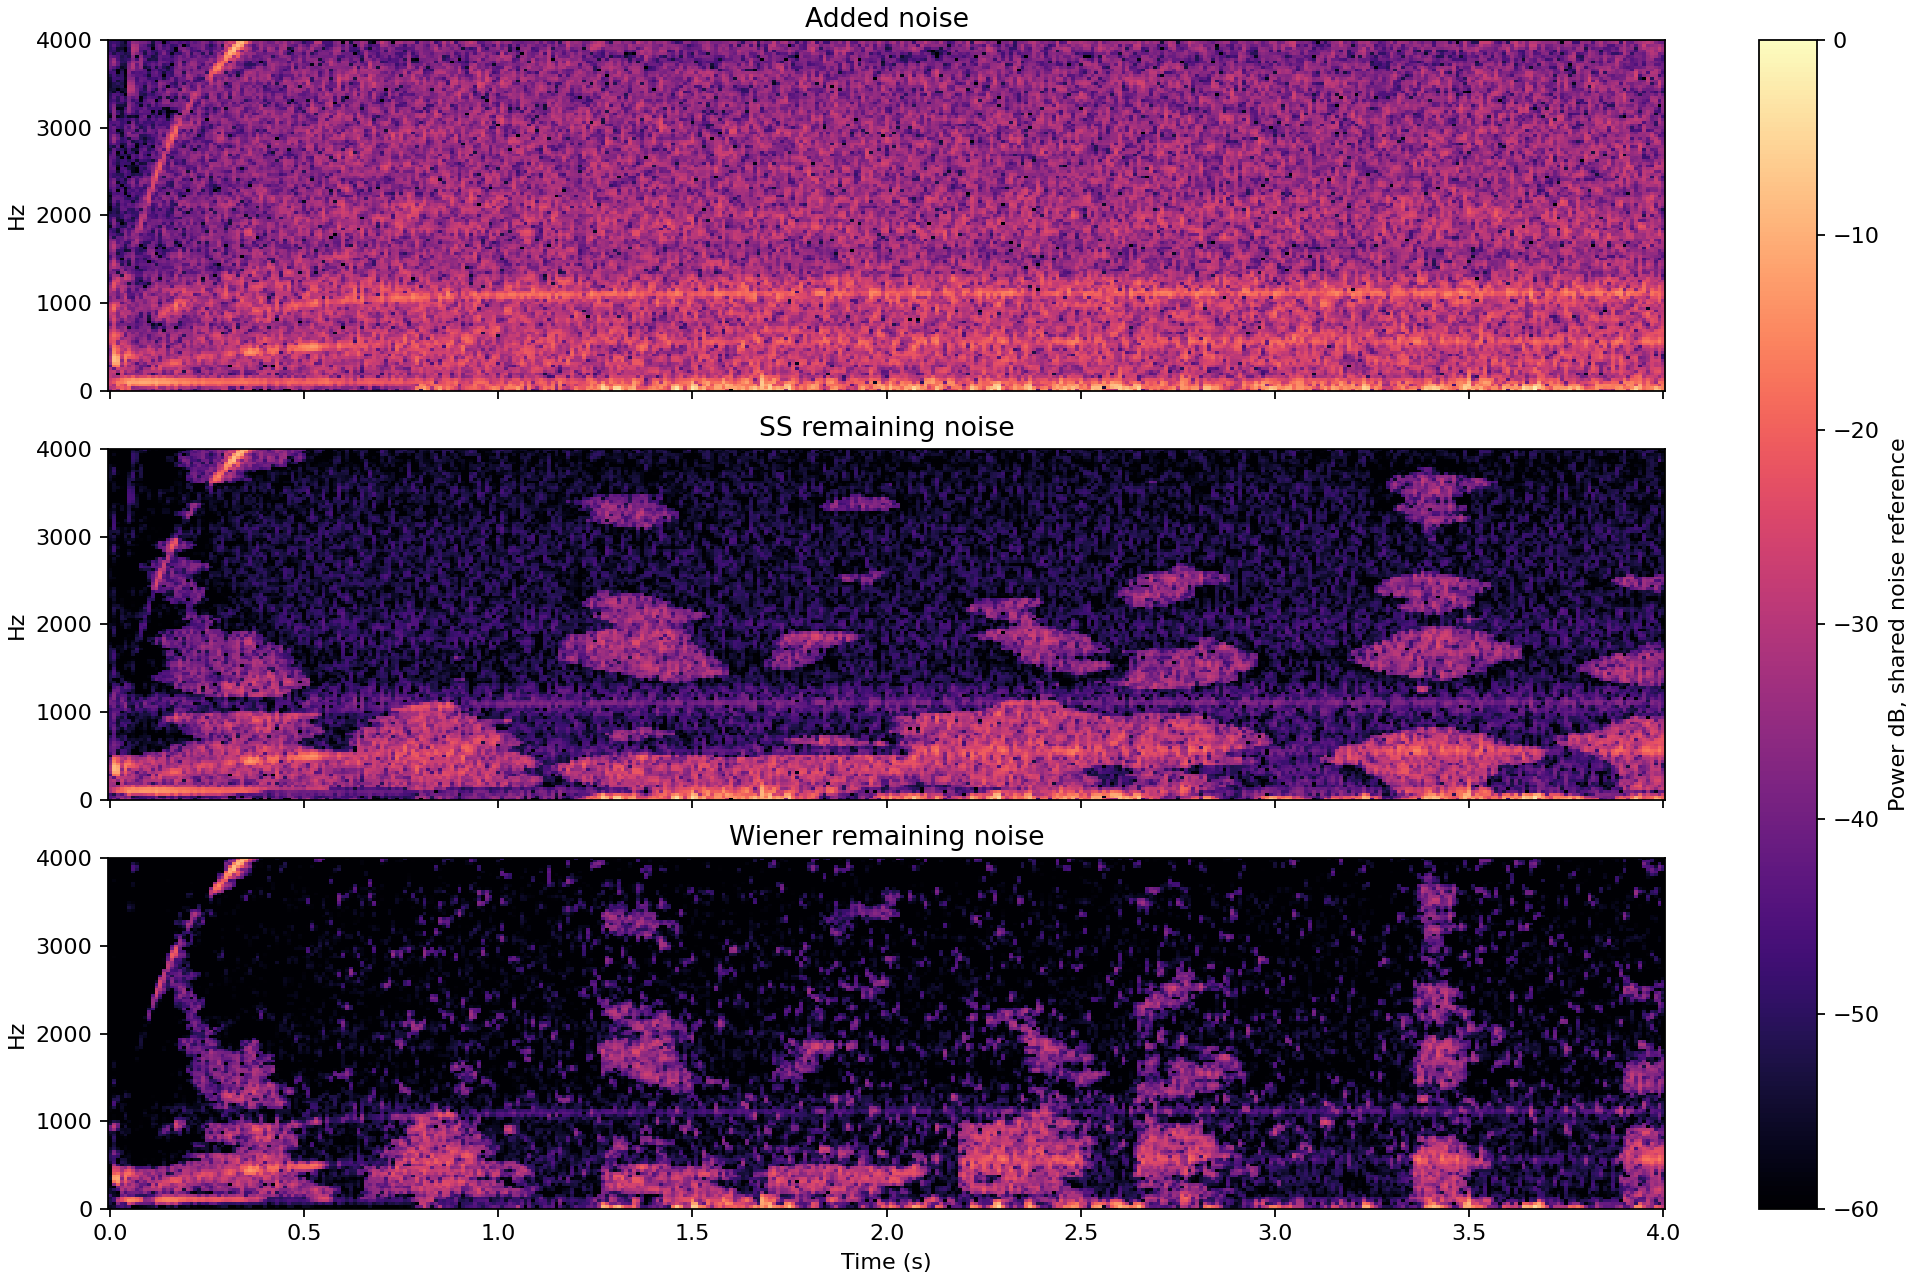 Added noise
4000
3000
2000
1000
0
Hz
SS remaining noise
4000
3000
2000
1000
0
Hz
Wiener remaining noise
4000
3000
2000
1000
0
Hz
0.0 0.5 1.0 1.5 2.0 2.5 3.0 3.5 4.0
Time (s)
0
−10
−20
−30
−40
−50
−60
Power dB, shared noise reference